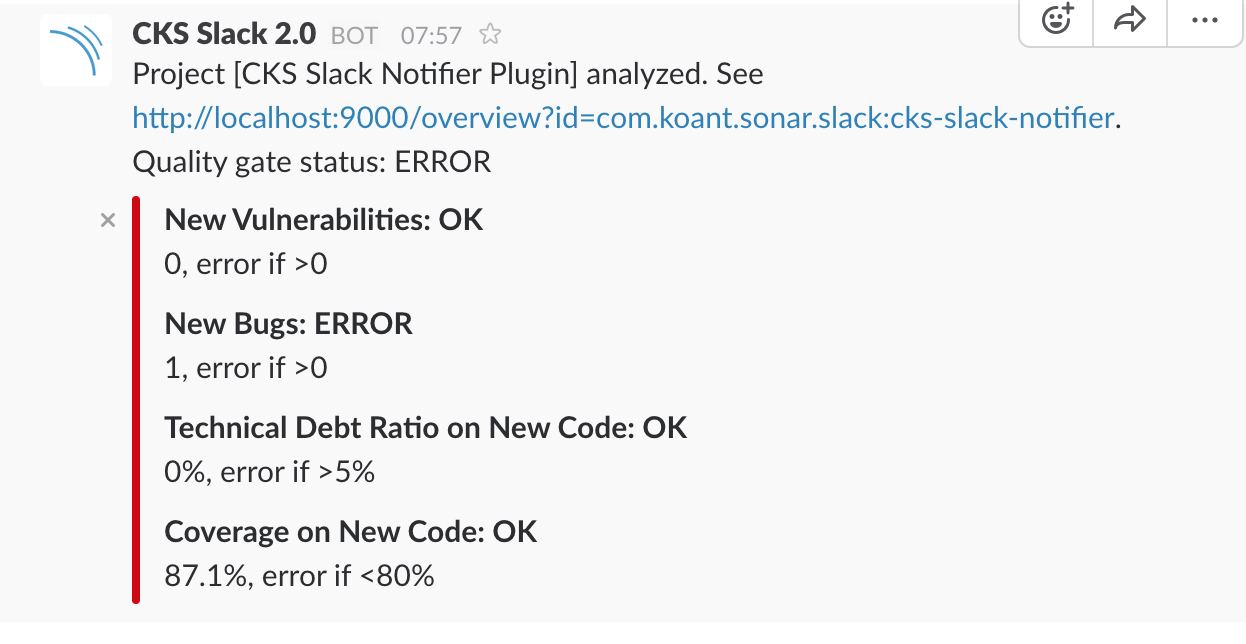 CKS Slack 2.0 BOT 07:57
Project [CKS Slack Notifier Plugin] analyzed. See
http://localhost:9000/overview?id=com.koant.sonar.slack:cks-slack-notifier.
Quality gate status: ERROR
New Vulnerabilities: OK
0, error if >0
New Bugs: ERROR
1, error if >0
Technical Debt Ratio on New Code: OK
0%, error if >5%
Coverage on New Code: OK
87.1%, error if <80%